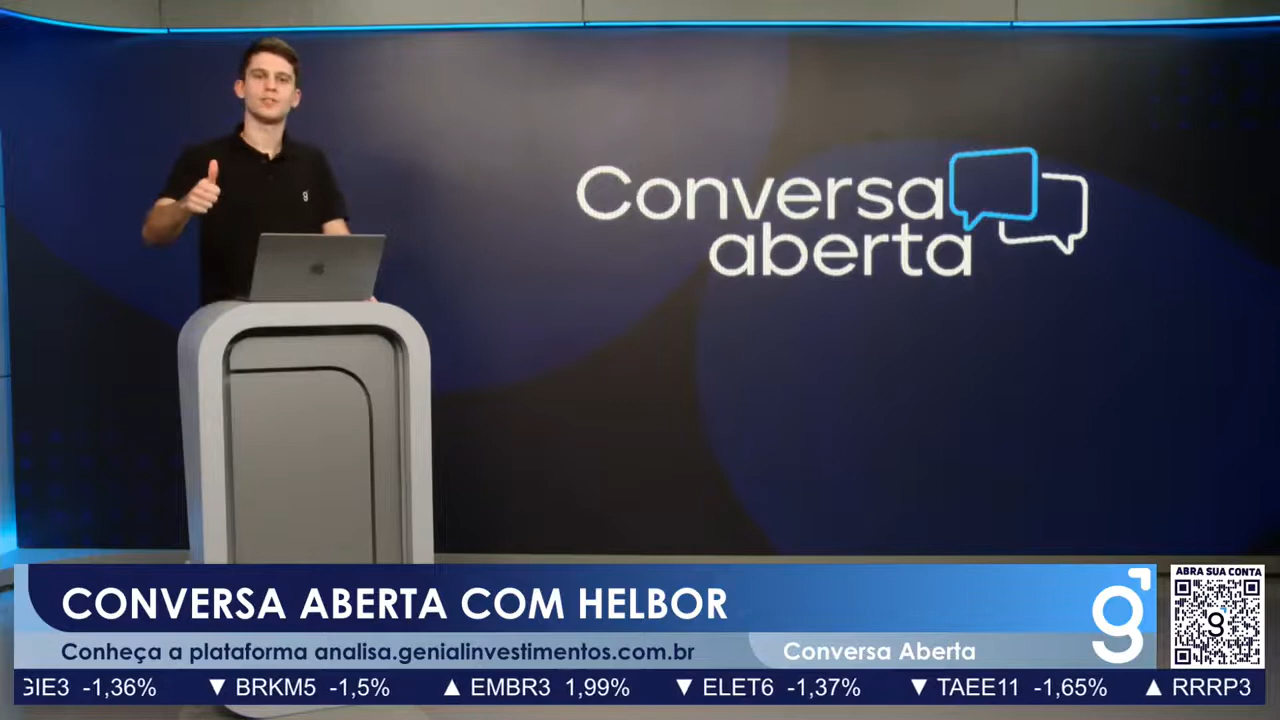 Conversa
aberta
g
CONVERSA ABERTA COM HELBOR
g
Conheça a plataforma analisa.genialinvestimentos.com.br
Conversa Aberta
ABRA SUA CONTA
g
GIE3 -1,36% ▼ BRKM5 -1,5% ▲ EMBR3 1,99% ▼ ELET6 -1,37% ▼ TAEE11 -1,65% ▲ RRRP3